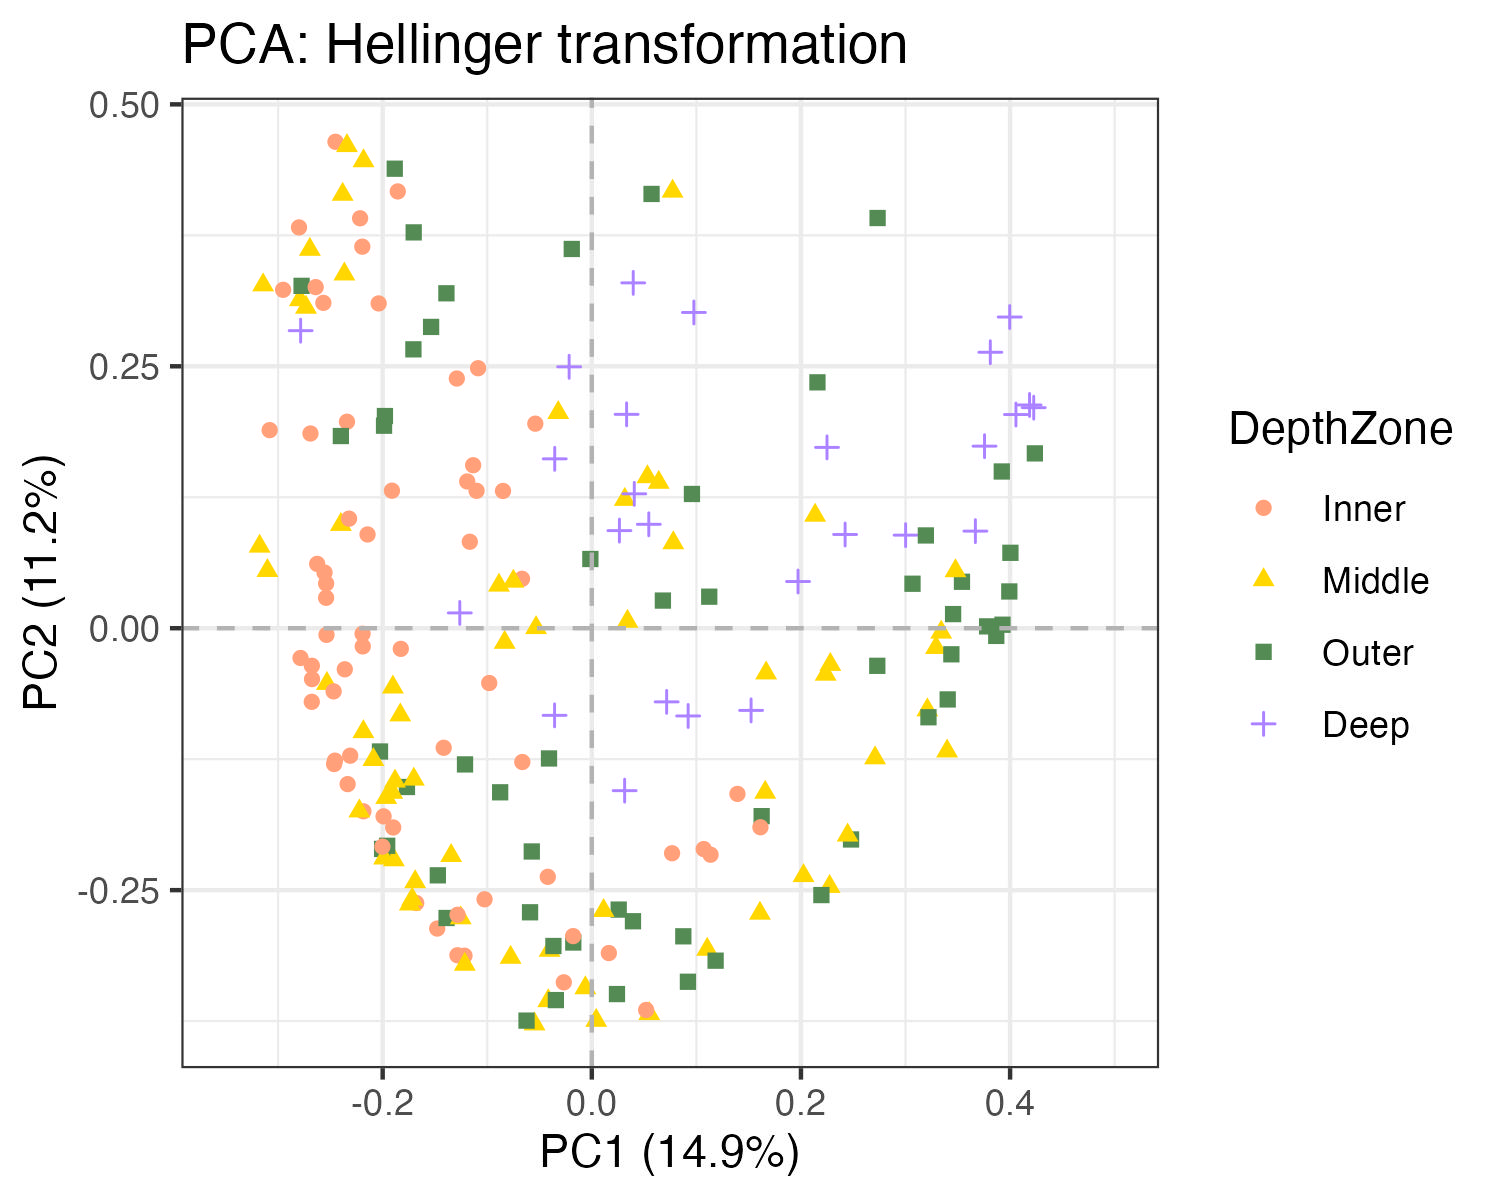 PCA: Hellinger transformation
0.50
0.25
0.00
-0.25
PC2 (11.2%)
-0.2
0.0
0.2
0.4
PC1 (14.9%)
DepthZone
Inner
Middle
Outer
Deep